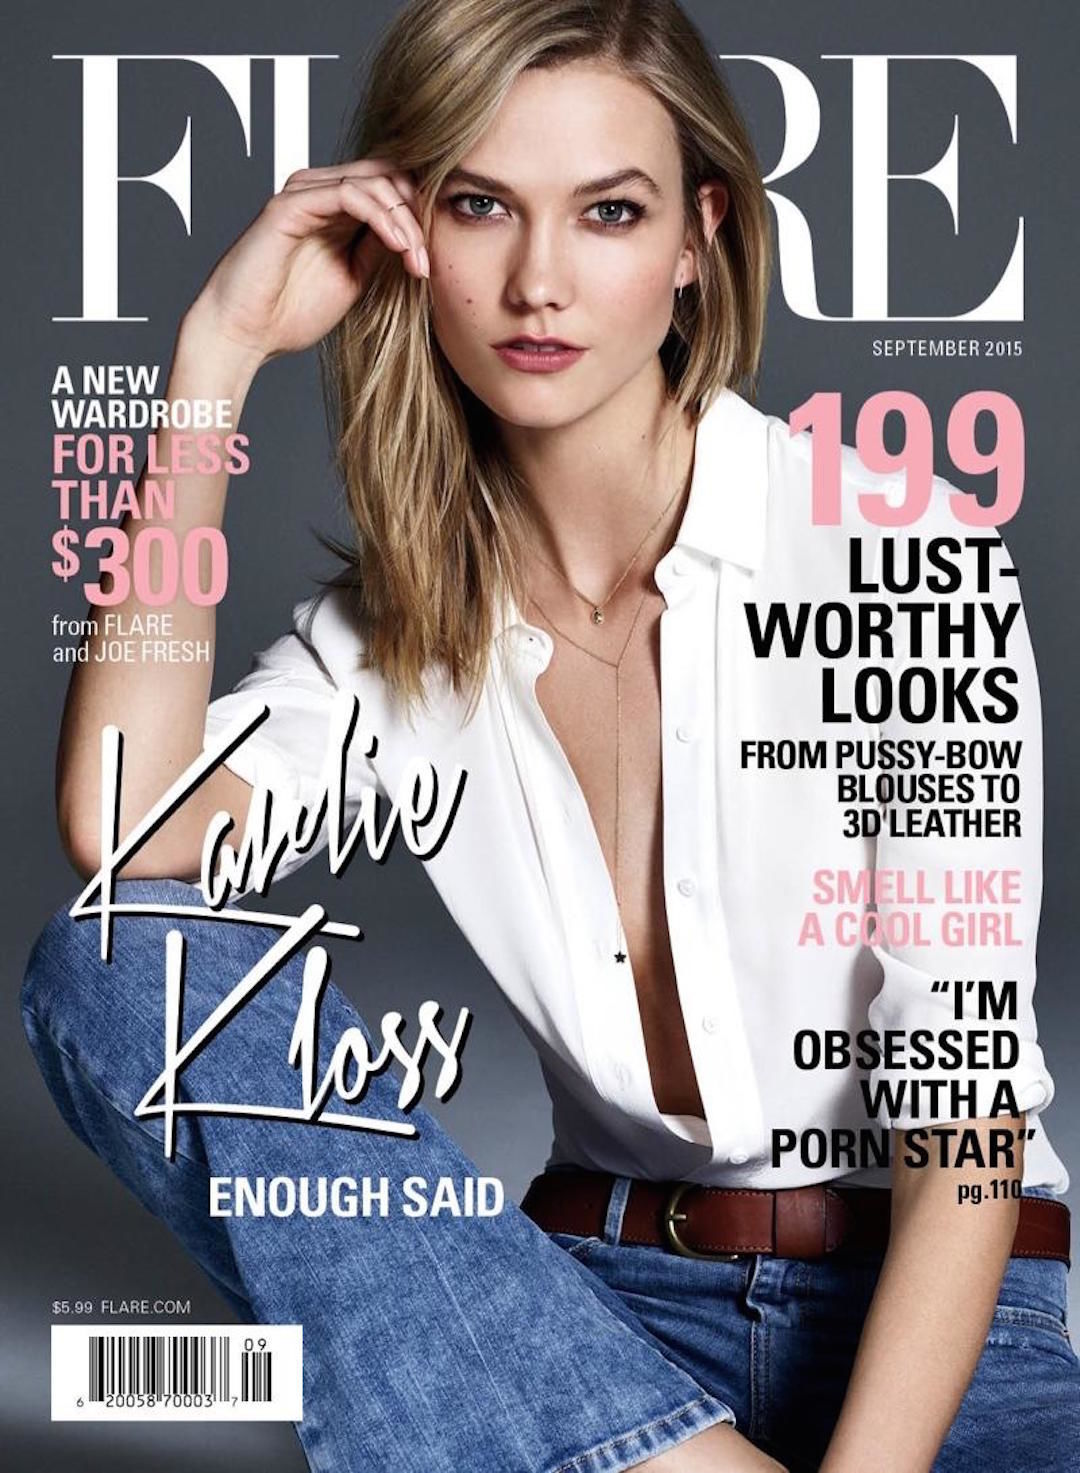 FLARE
SEPTEMBER 2015
A NEW
WARDROBE
FOR LESS
THAN
$300
from FLARE
and JOE FRESH
199
LUST-
WORTHY
LOOKS
FROM PUSSY-BOW
BLOUSES TO
3D LEATHER
SMELL LIKE
A COOL GIRL
"I'M
OBSESSED
WITH A
PORN STAR"
pg.110
Karlie
Kloss
ENOUGH SAID
$5.99 FLARE.COM
09
6 20058 70003 7